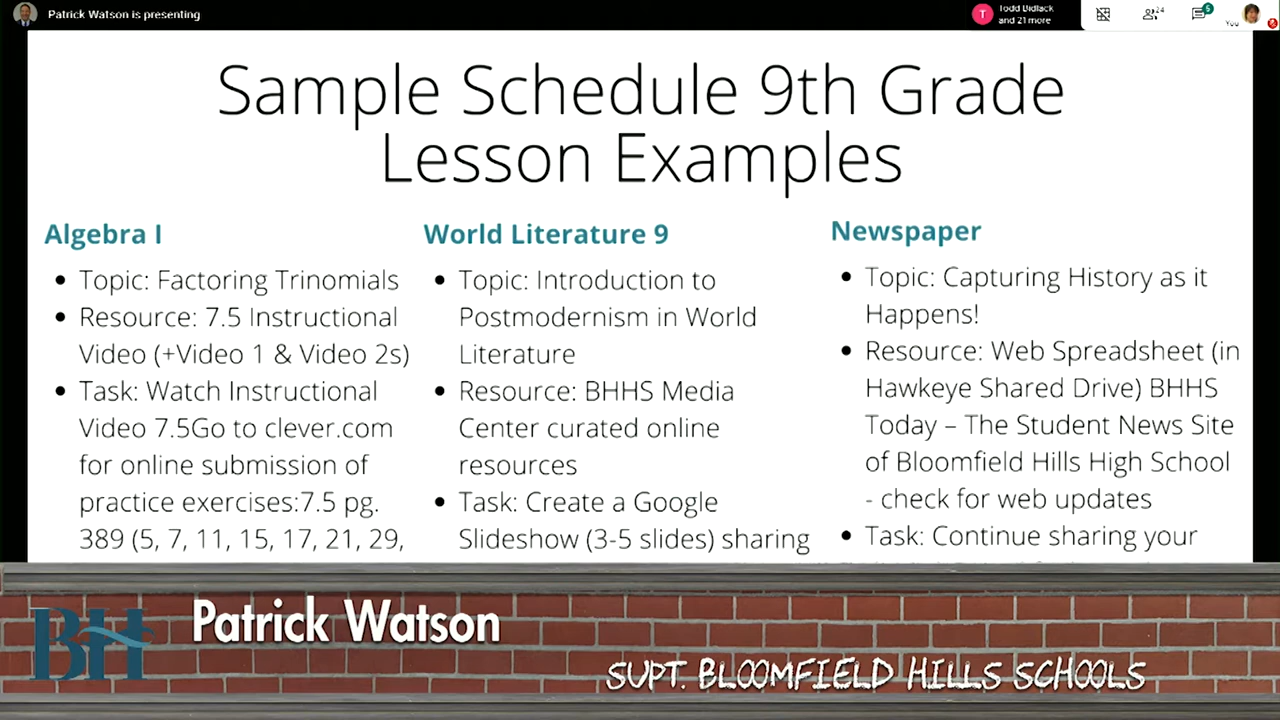 Patrick Watson is presenting
Todd Bidlack
and 21 more
24
5
You
Sample Schedule 9th Grade
Lesson Examples
Algebra I
Topic: Factoring Trinomials
Resource: 7.5 Instructional
Video (+Video 1 & Video 2s)
Task: Watch Instructional
Video 7.5Go to clever.com
for online submission of
practice exercises:7.5 pg.
389 (5, 7, 11, 15, 17, 21, 29,
World Literature 9
Topic: Introduction to
Postmodernism in World
Literature
Resource: BHHS Media
Center curated online
resources
Task: Create a Google
Slideshow (3-5 slides) sharing
Newspaper
Topic: Capturing History as it
Happens!
Resource: Web Spreadsheet (in
Hawkeye Shared Drive) BHHS
Today – The Student News Site
of Bloomfield Hills High School
- check for web updates
Task: Continue sharing your
BH
Patrick Watson
SUPT. BLOOMFIELD HILLS SCHOOLS